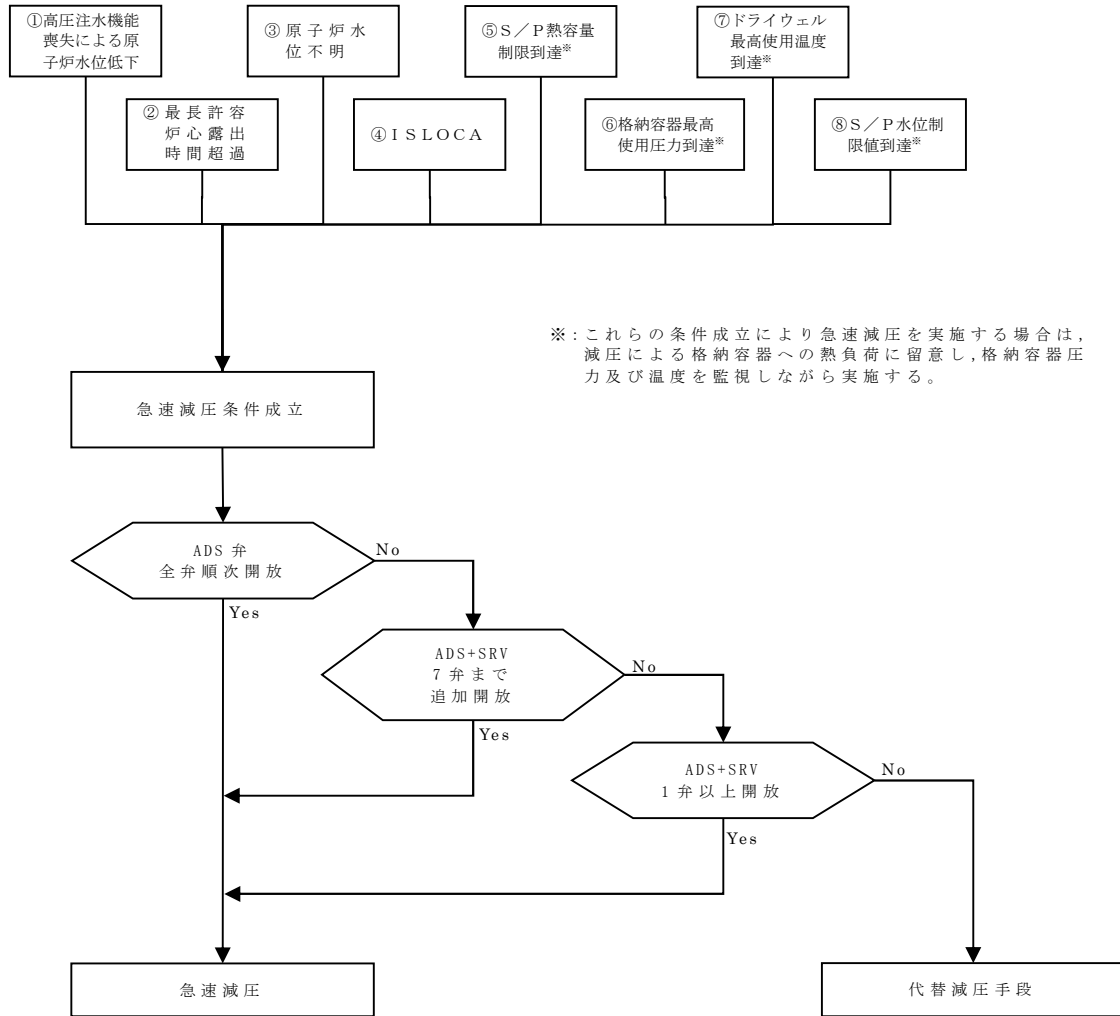 ①高圧注水機能
喪失による原
子炉水位低下
③原子炉水
位不明
⑤S/P熱容量
制限到達※
⑦ドライウェル
最高使用温度
到達※
②最長許容
炉心露出
時間超過
④ISLOCA
⑥格納容器最高
使用圧力到達※
⑧S/P水位制
限値到達※
※:これらの条件成立により急速減圧を実施する場合は,
減圧による格納容器への熱負荷に留意し,格納容器圧
力及び温度を監視しながら実施する。
急速減圧条件成立
ADS弁
全弁順次開放
No
Yes
ADS+SRV
7弁まで
追加開放
No
Yes
ADS+SRV
1弁以上開放
No
Yes
急速減圧
代替減圧手段